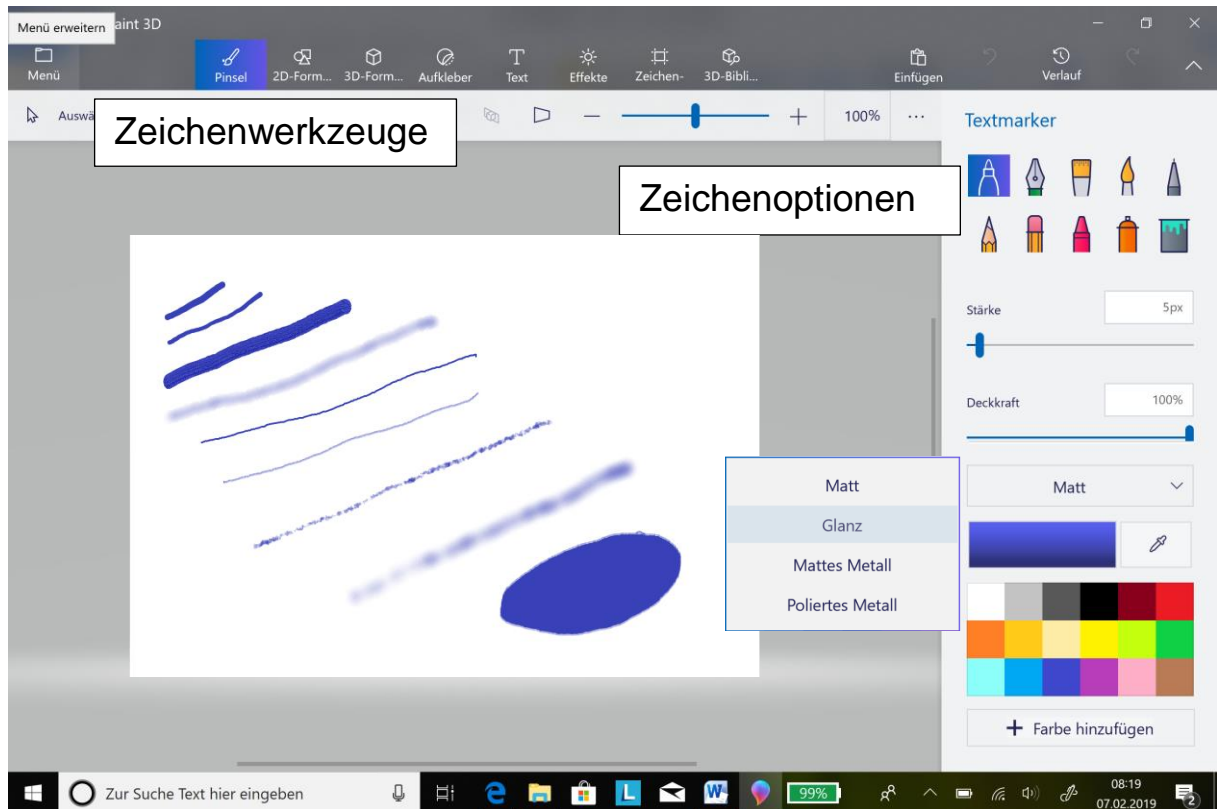 Menü erweitern aint 3D
Menü
Pinsel
2D-Form...
3D-Form...
Aufkleber
Text
Effekte
Zeichen-
3D-Bibli...
Einfügen
Verlauf
Auswä
Zeichenwerkzeuge
100%
...
Textmarker
Zeichenoptionen
Stärke
5px
Deckkraft
100%
Matt
Glanz
Mattes Metall
Poliertes Metall
Matt
Farbe hinzufügen
Zur Suche Text hier eingeben
L
W
99%
08:19
07.02.2019
2